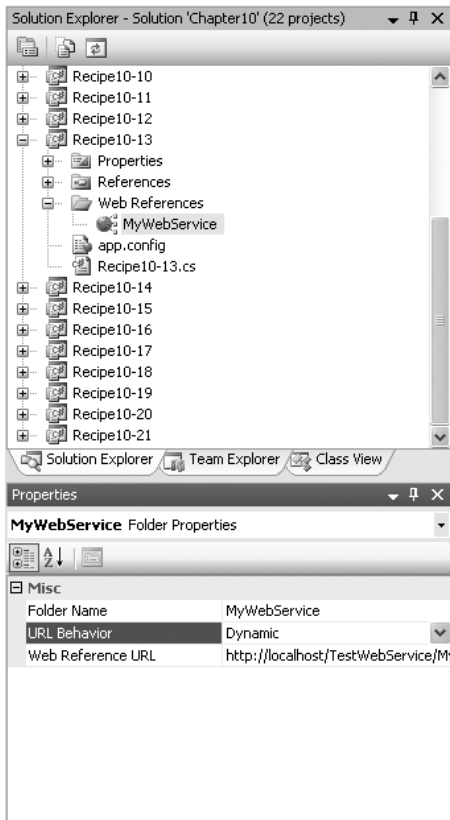 Solution Explorer - Solution 'Chapter10' (22 projects)
Recipe10-10
Recipe10-11
Recipe10-12
Recipe10-13
Properties
References
Web References
MyWebService
app.config
Recipe10-13.cs
Recipe10-14
Recipe10-15
Recipe10-16
Recipe10-17
Recipe10-18
Recipe10-19
Recipe10-20
Recipe10-21
Solution Explorer Team Explorer Class View
Properties
MyWebService Folder Properties
Misc
Folder Name MyWebService
URL Behavior Dynamic
Web Reference URL http://localhost/TestWebService/My